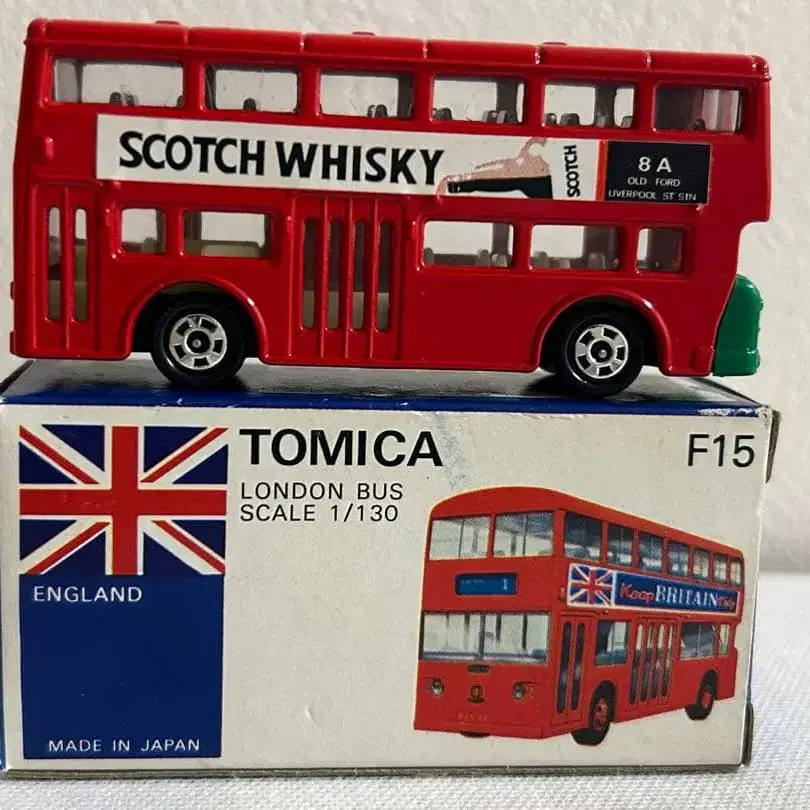 SCOTCH WHISKY
SCOTCH
8 A
OLD FORD
LIVERPOOL ST STN
TOMICA
F15
LONDON BUS
SCALE 1/130
ENGLAND
Keep BRITAIN tidy
MADE IN JAPAN